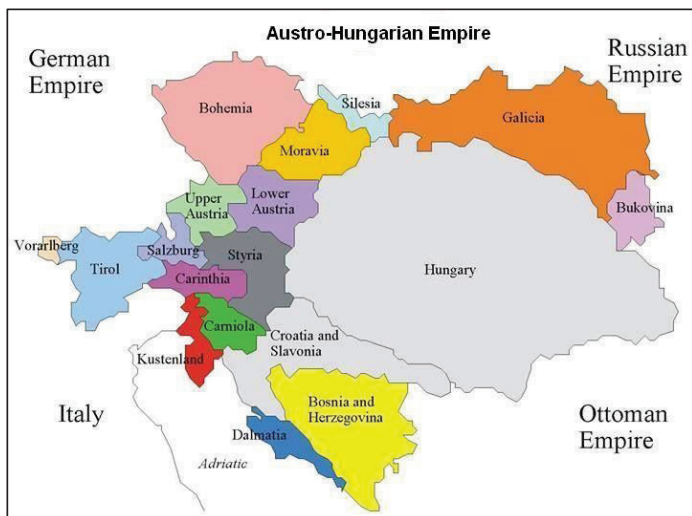 Austro-Hungarian Empire
German
Empire
Russian
Empire
Bohemia
Silesia
Galicia
Moravia
Upper
Austria
Lower
Austria
Bukovina
Vorarlberg
Tirol
Salzburg
Styria
Hungary
Carinthia
Carniola
Kustenland
Croatia and
Slavonia
Italy
Bosnia and
Herzegovina
Ottoman
Empire
Dalmatia
Adriatic